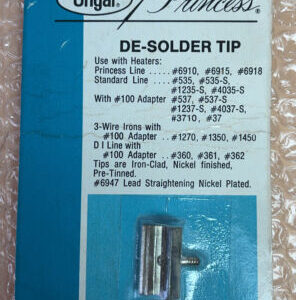 Ungar
Princess®
DE-SOLDER TIP
Use with Heaters:
Princess Line . . . #6910, #6915, #6918
Standard Line . . . . #535, #535-S,
#1235-S, #4035-S
With #100 Adapter #537, #537-S
#1237-S, #4037-S
#3710, #37
3-Wire Irons with
#100 Adapter . . #1270, #1350, #1450
D I Line with
#100 Adapter . . #360, #361, #362
Tips are Iron-Clad, Nickel finished,
Pre-Tinned.
#6947 Lead Straightening Nickel Plated.